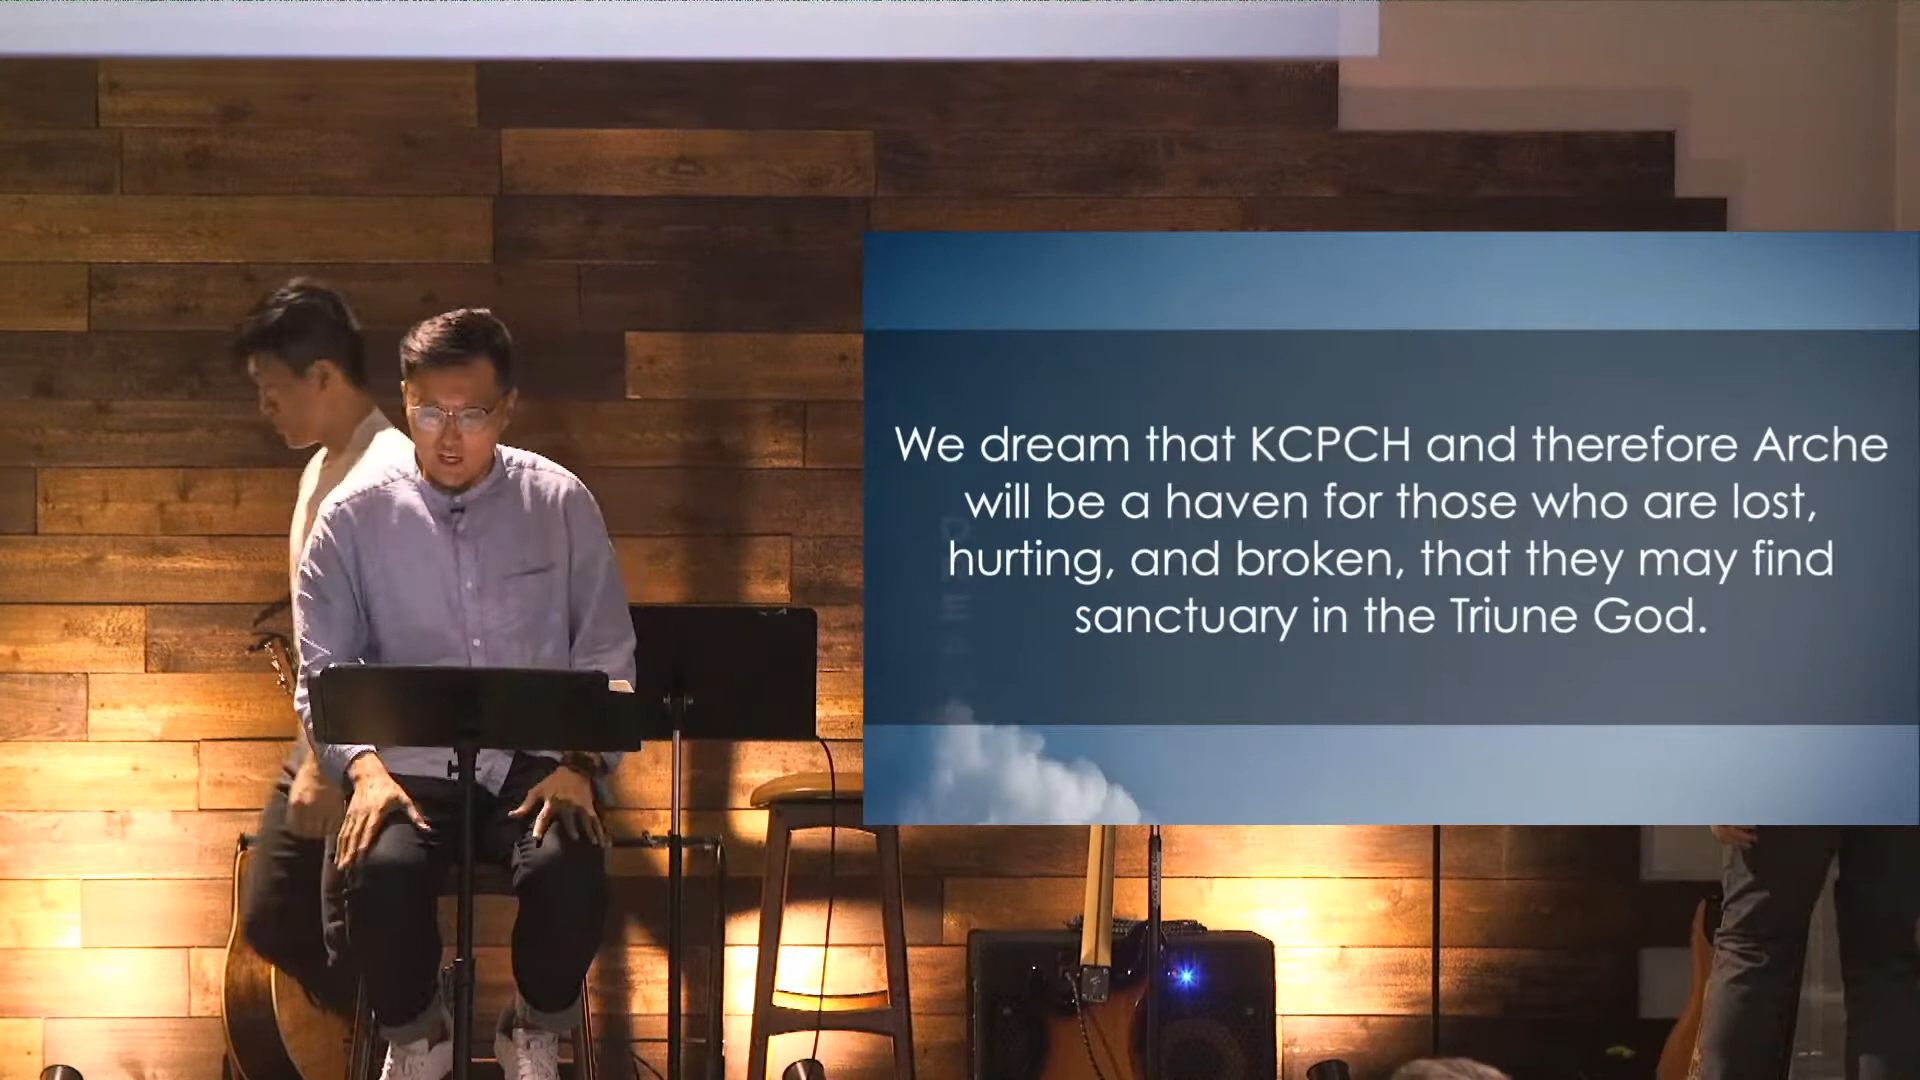 We dream that KCPCH and therefore Arche
will be a haven for those who are lost,
hurting, and broken, that they may find
sanctuary in the Triune God.